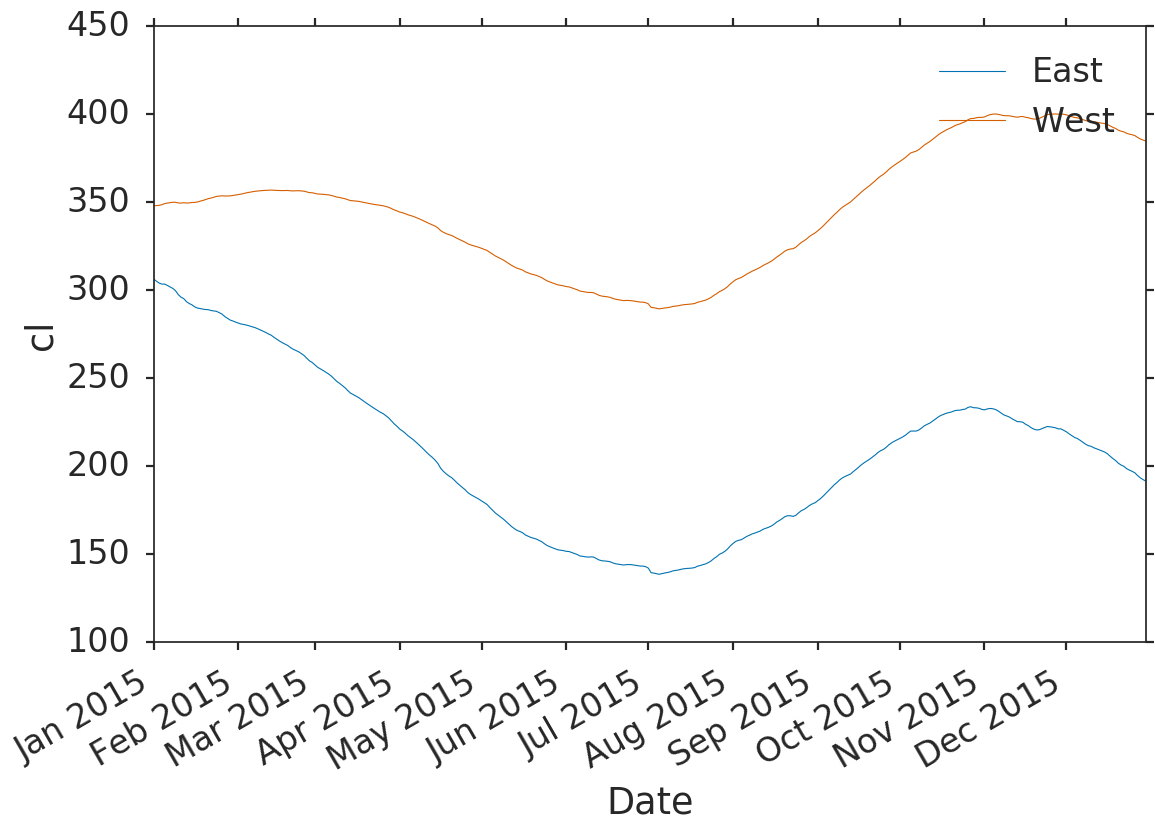 450
400
350
300
250
200
150
100
cl
East
West
Jan 2015
Feb 2015
Mar 2015
Apr 2015
May 2015
Jun 2015
Jul 2015
Aug 2015
Sep 2015
Oct 2015
Nov 2015
Dec 2015
Date